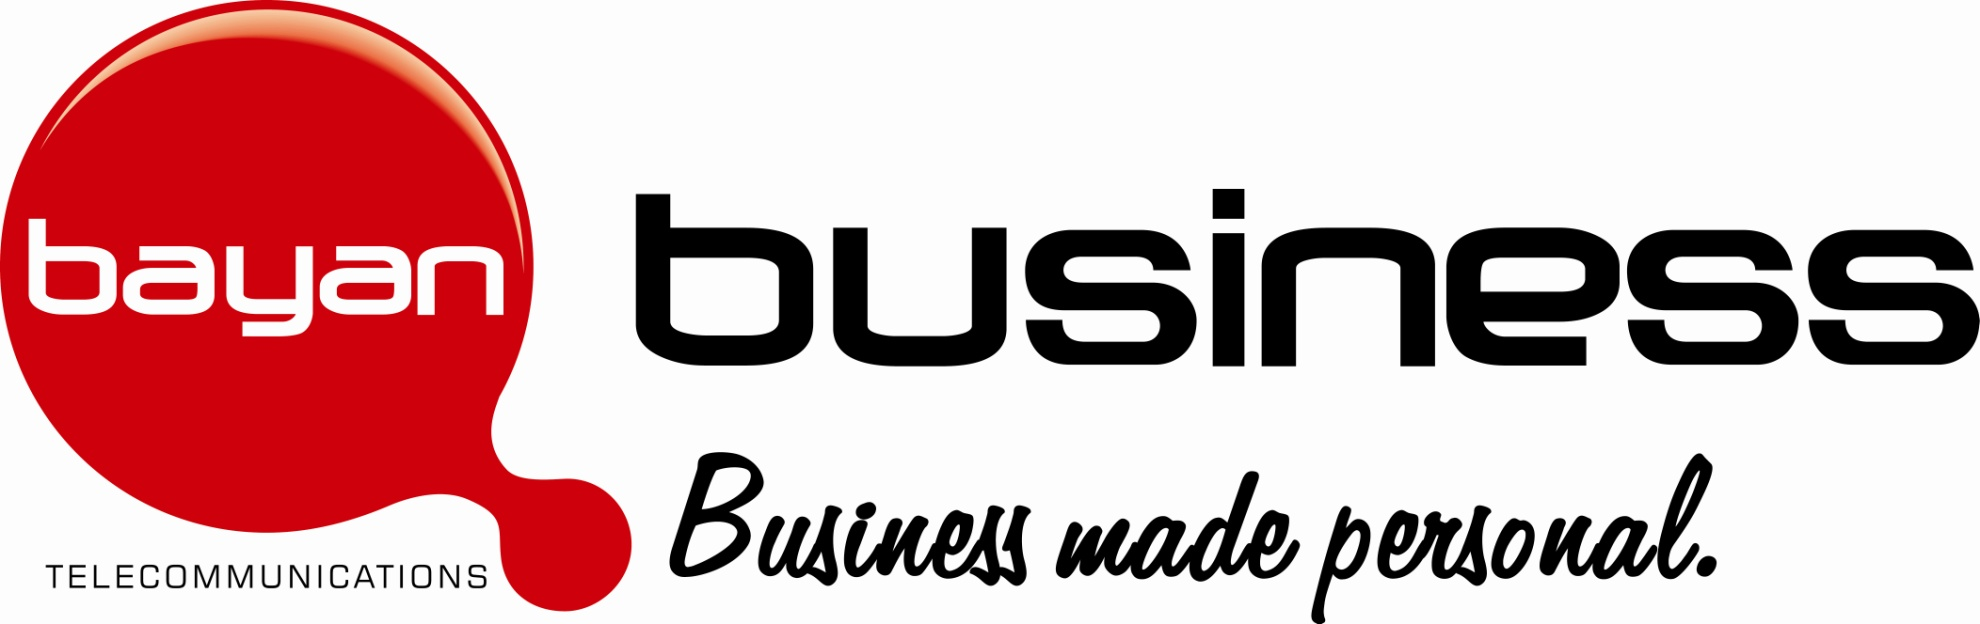 bayan business
TELECOMMUNICATIONS
Business made personal.